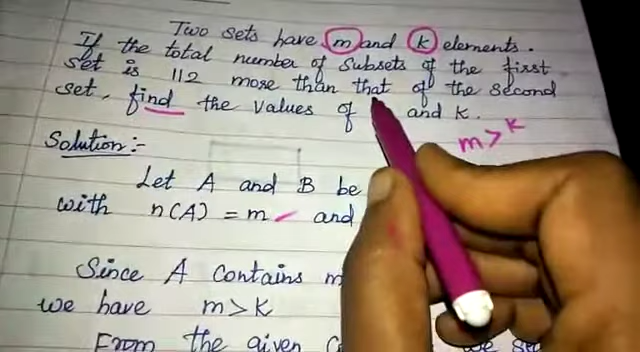 Two sets have m and k elements.
If the total number of subsets of the first
set is 112 more than that of the second
set, find the values of and k.
m > k
Solution:-
Let A and B be
with n(A) = m and
Since A contains m
we have m > k
From the given